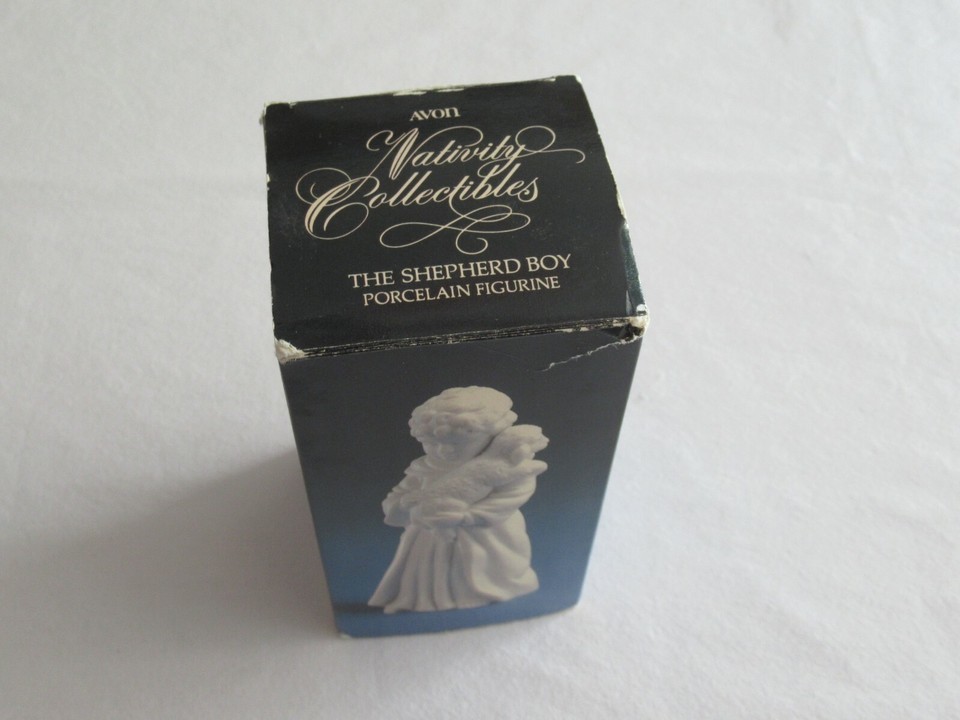 AVON
Nativity
Collectibles
THE SHEPHERD BOY
PORCELAIN FIGURINE